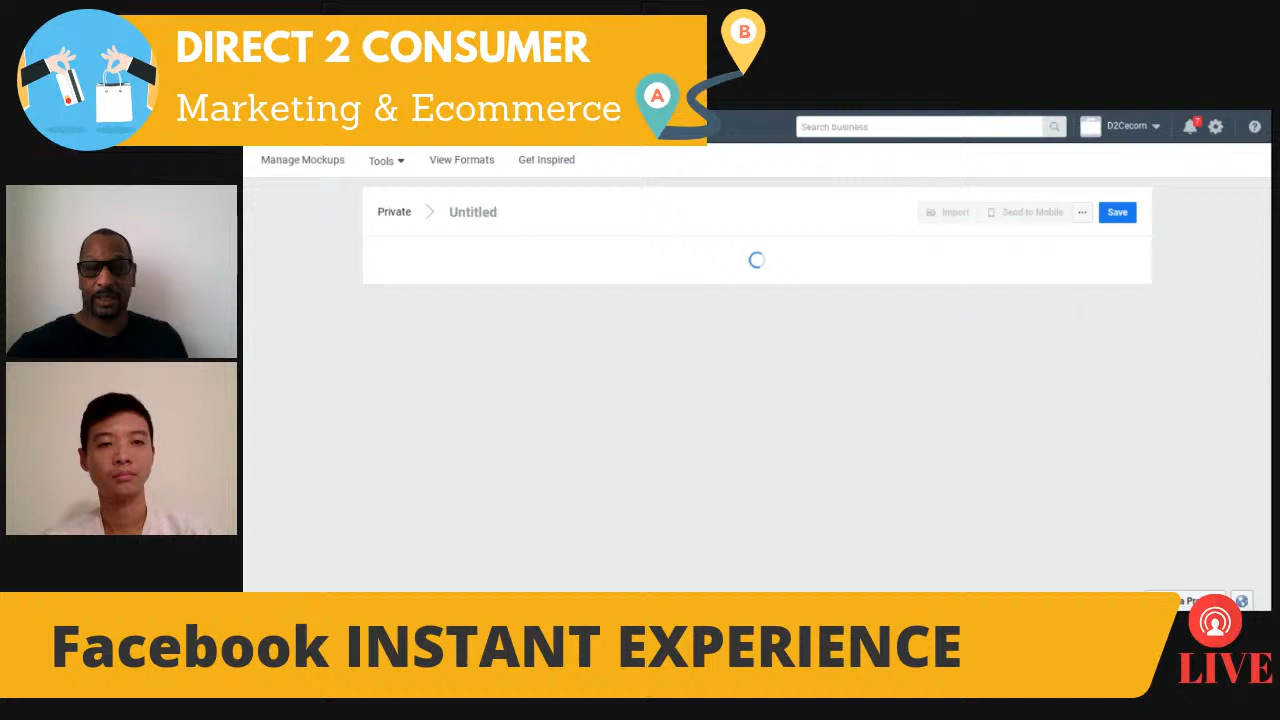 DIRECT 2 CONSUMER
Marketing & Ecommerce
A
B
Search business
D2Cecom
7
Manage Mockups
Tools
View Formats
Get Inspired
Private
Untitled
Import
Send to Mobile
...
Save
Facebook INSTANT EXPERIENCE
LIVE